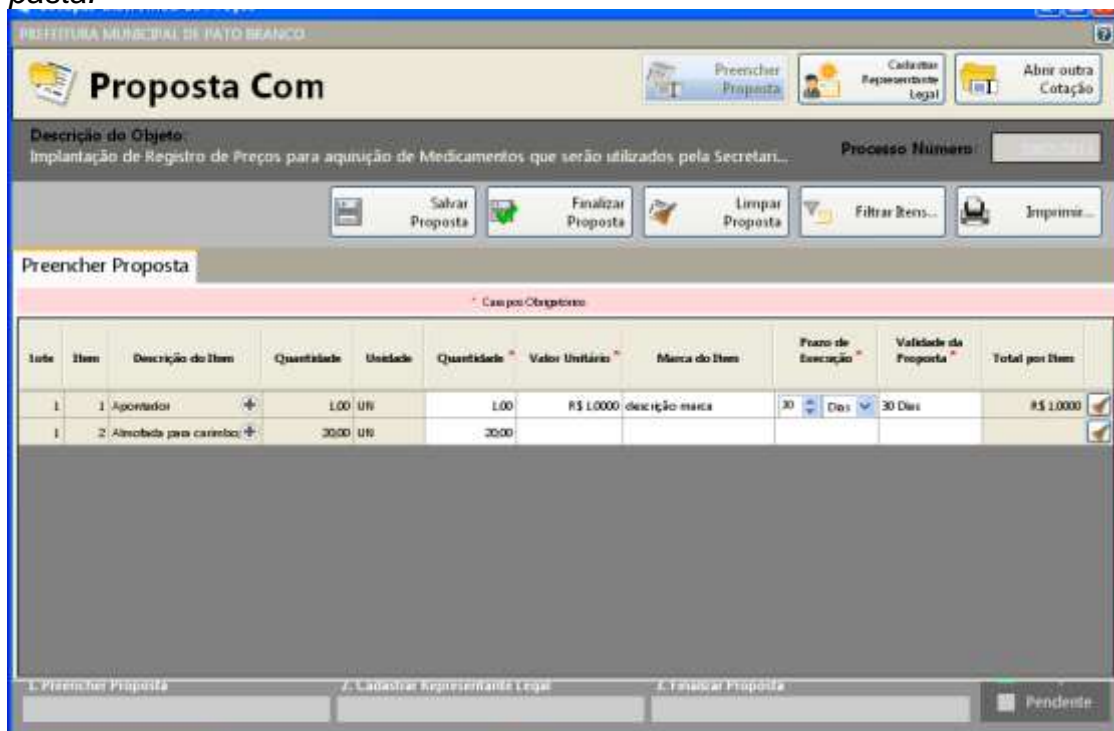 pasta.
PREFEITURA MUNICIPAL DE PATO BRANCO
Proposta Com
Preencher Proposta
Cadastrar Representante Legal
Abrir outra Cotação
Descrição do Objeto:
Implantação de Registro de Preços para aquisição de Medicamentos que serão utilizados pela Secretari...
Processo Número:
Salvar Proposta
Finalizar Proposta
Limpar Proposta
Filtrar Itens...
Imprimir...
Preencher Proposta
* Campos Obrigatórios
Lote Item Descrição do Item Quantidade Unidade Quantidade * Valor Unitário * Marca do Item Prazo de Execução * Validade da Proposta * Total por Item
1 1 Apontador 1,00 UN 1,00 R$ 1,0000 descrição marca 30 Dias 30 Dias R$ 1,0000
1 2 Almofada para carimbo; 20,00 UN 20,00
1. Preencher Proposta 2. Cadastrar Representante Legal 3. Finalizar Proposta
Pendente